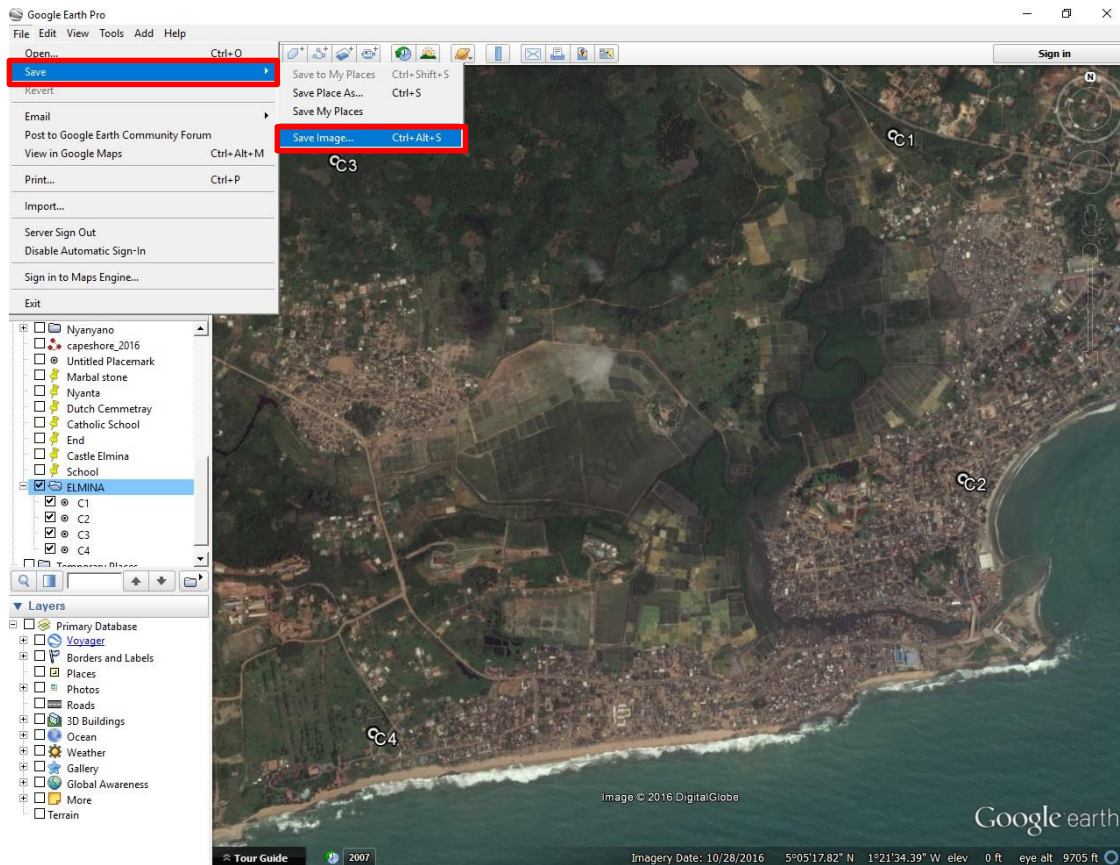 Google Earth Pro
File Edit View Tools Add Help
Open... Ctrl+O
Save
Revert
Email
Post to Google Earth Community Forum
View in Google Maps Ctrl+Alt+M
Print... Ctrl+P
Import...
Server Sign Out
Disable Automatic Sign-In
Sign in to Maps Engine...
Exit
Save to My Places Ctrl+Shift+S
Save Place As... Ctrl+S
Save My Places
Save Image... Ctrl+Alt+S
Sign in
N
C1
C3
C2
C4
Nyanyano
capeshore_2016
Untitled Placemark
Marbal stone
Nyanta
Dutch Cemmetray
Catholic School
End
Castle Elmina
School
ELMINA
C1
C2
C3
C4
Temporary Places
Layers
Primary Database
Voyager
Borders and Labels
Places
Photos
Roads
3D Buildings
Ocean
Weather
Gallery
Global Awareness
More
Terrain
Image © 2016 DigitalGlobe
Google earth
Tour Guide 2007 Imagery Date: 10/28/2016 5°05'17.82" N 1°21'34.39" W elev 0 ft eye alt 9705 ft